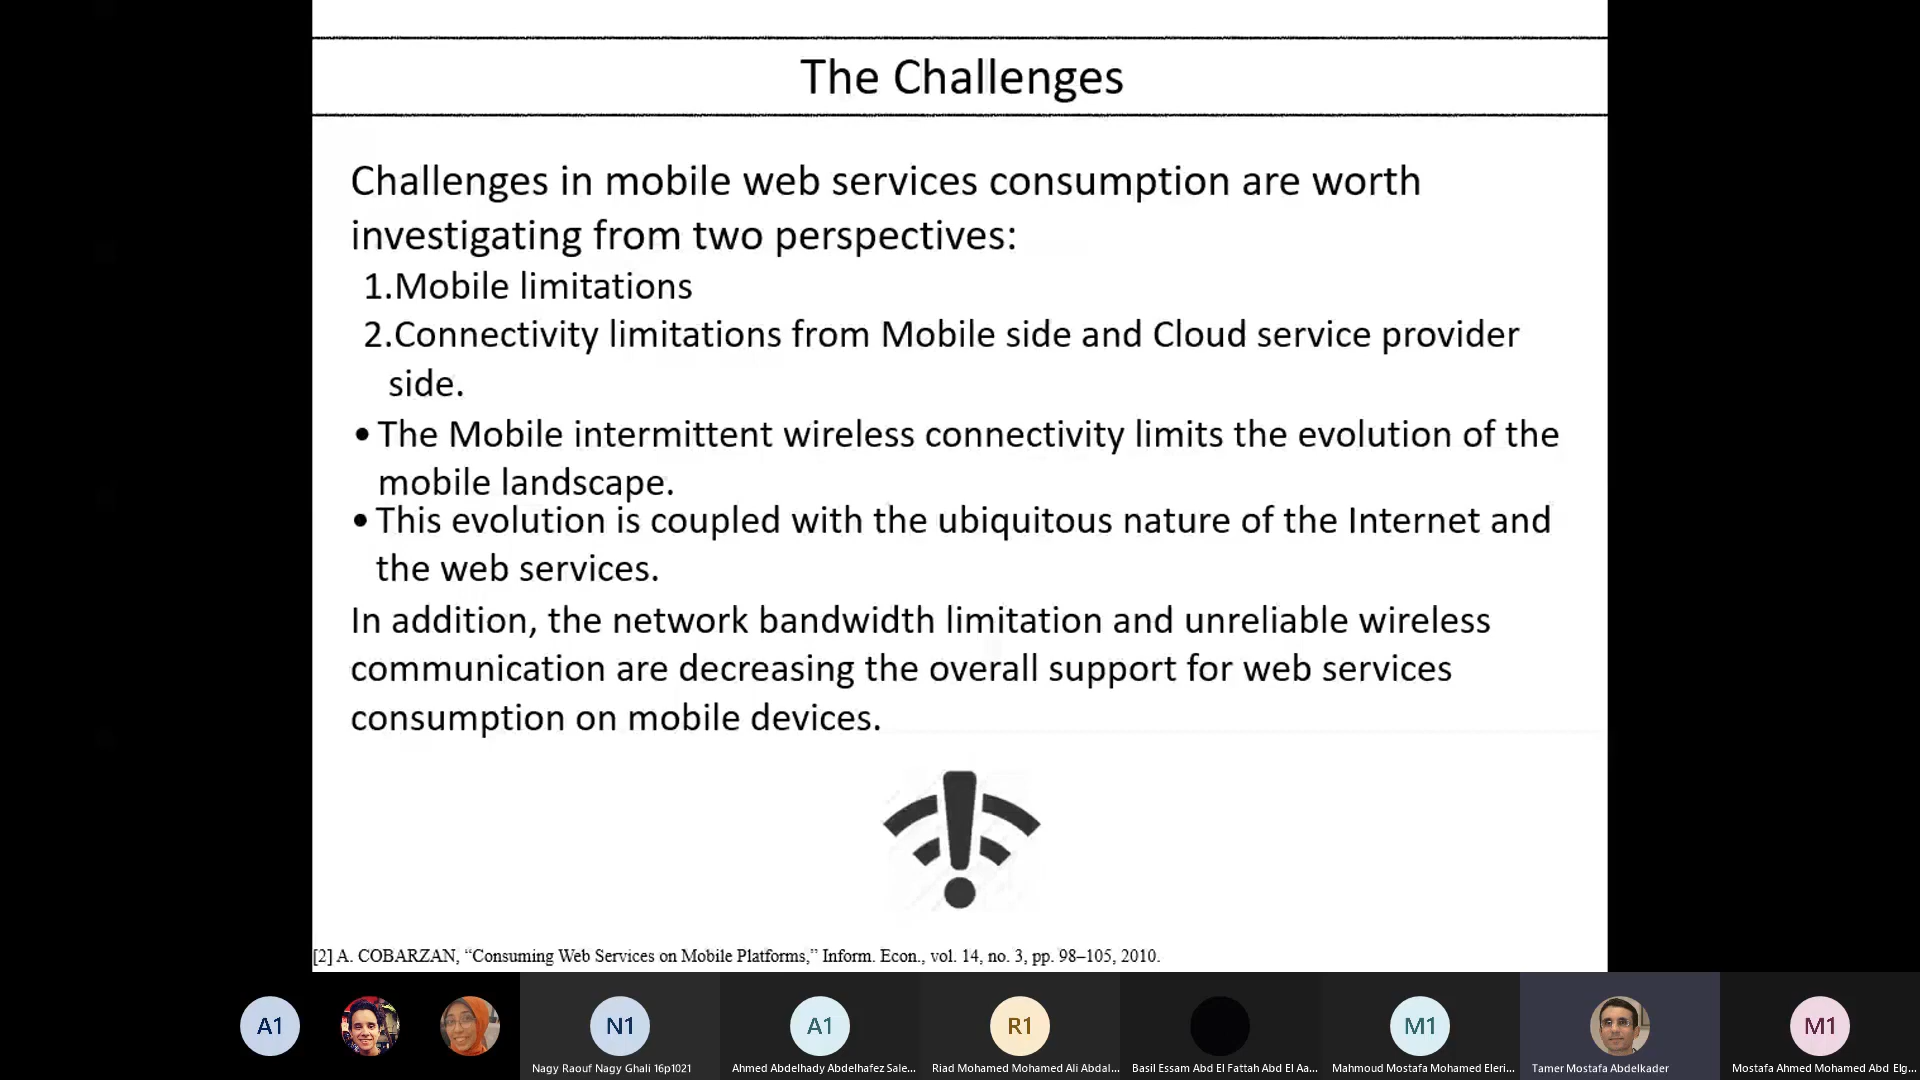 The Challenges
Challenges in mobile web services consumption are worth
investigating from two perspectives:
1.Mobile limitations
2.Connectivity limitations from Mobile side and Cloud service provider
side.
• The Mobile intermittent wireless connectivity limits the evolution of the
mobile landscape.
• This evolution is coupled with the ubiquitous nature of the Internet and
the web services.
In addition, the network bandwidth limitation and unreliable wireless
communication are decreasing the overall support for web services
consumption on mobile devices.
[2] A. COBARZAN, “Consuming Web Services on Mobile Platforms,” Inform. Econ., vol. 14, no. 3, pp. 98–105, 2010.
A1
N1
A1
R1
M1
M1
Nagy Raouf Nagy Ghali 16p1021
Ahmed Abdelhady Abdelhafez Sale...
Riad Mohamed Mohamed Ali Abdal...
Basil Essam Abd El Fattah Abd El Aa...
Mahmoud Mostafa Mohamed Eleri...
Tamer Mostafa Abdelkader
Mostafa Ahmed Mohamed Abd Elg...